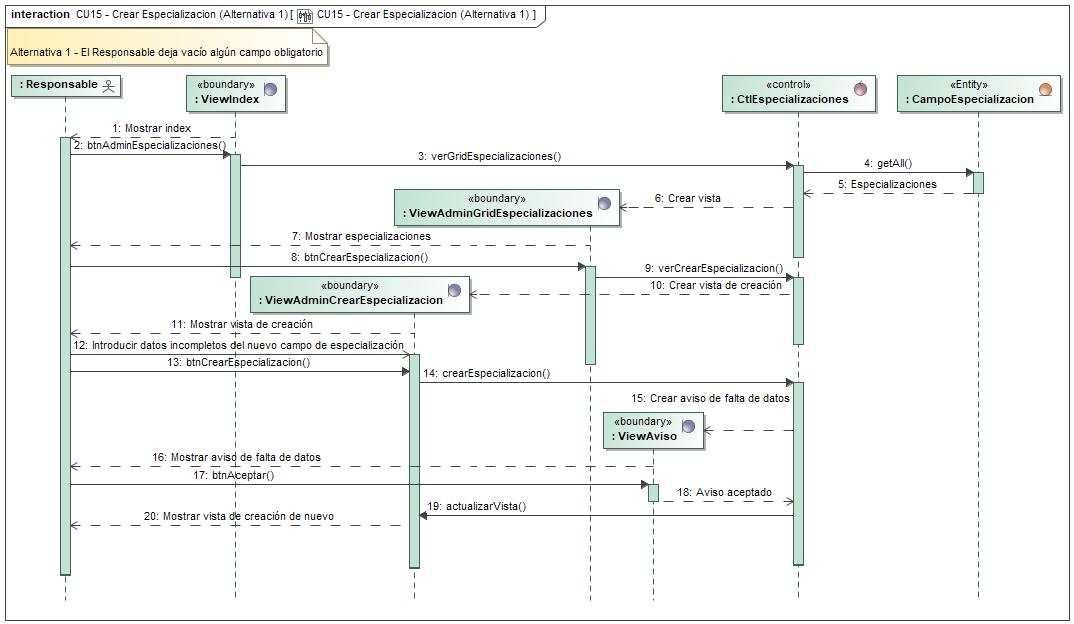 interaction CU15 - Crear Especializacion (Alternativa 1) [ CU15 - Crear Especializacion (Alternativa 1) ]
Alternativa 1 - El Responsable deja vacío algún campo obligatorio
: Responsable
«boundary»
: ViewIndex
«control»
: CtlEspecializaciones
«Entity»
: CampoEspecializacion
1: Mostrar index
2: btnAdminEspecializaciones()
3: verGridEspecializaciones()
4: getAll()
5: Especializaciones
«boundary»
: ViewAdminGridEspecializaciones
6: Crear vista
7: Mostrar especializaciones
8: btnCrearEspecializacion()
9: verCrearEspecializacion()
«boundary»
: ViewAdminCrearEspecializacion
10: Crear vista de creación
11: Mostrar vista de creación
12: Introducir datos incompletos del nuevo campo de especialización
13: btnCrearEspecializacion()
14: crearEspecializacion()
15: Crear aviso de falta de datos
«boundary»
: ViewAviso
16: Mostrar aviso de falta de datos
17: btnAceptar()
18: Aviso aceptado
19: actualizarVista()
20: Mostrar vista de creación de nuevo